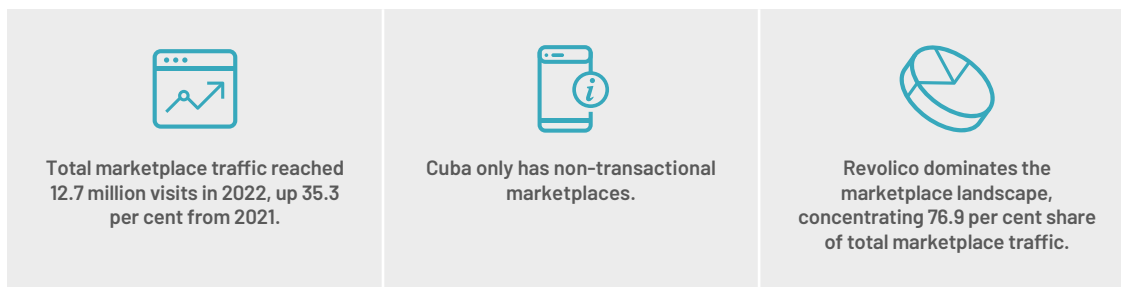 Total marketplace traffic reached
12.7 million visits in 2022, up 35.3
per cent from 2021.
i
Cuba only has non-transactional
marketplaces.
Revolico dominates the
marketplace landscape,
concentrating 76.9 per cent share
of total marketplace traffic.